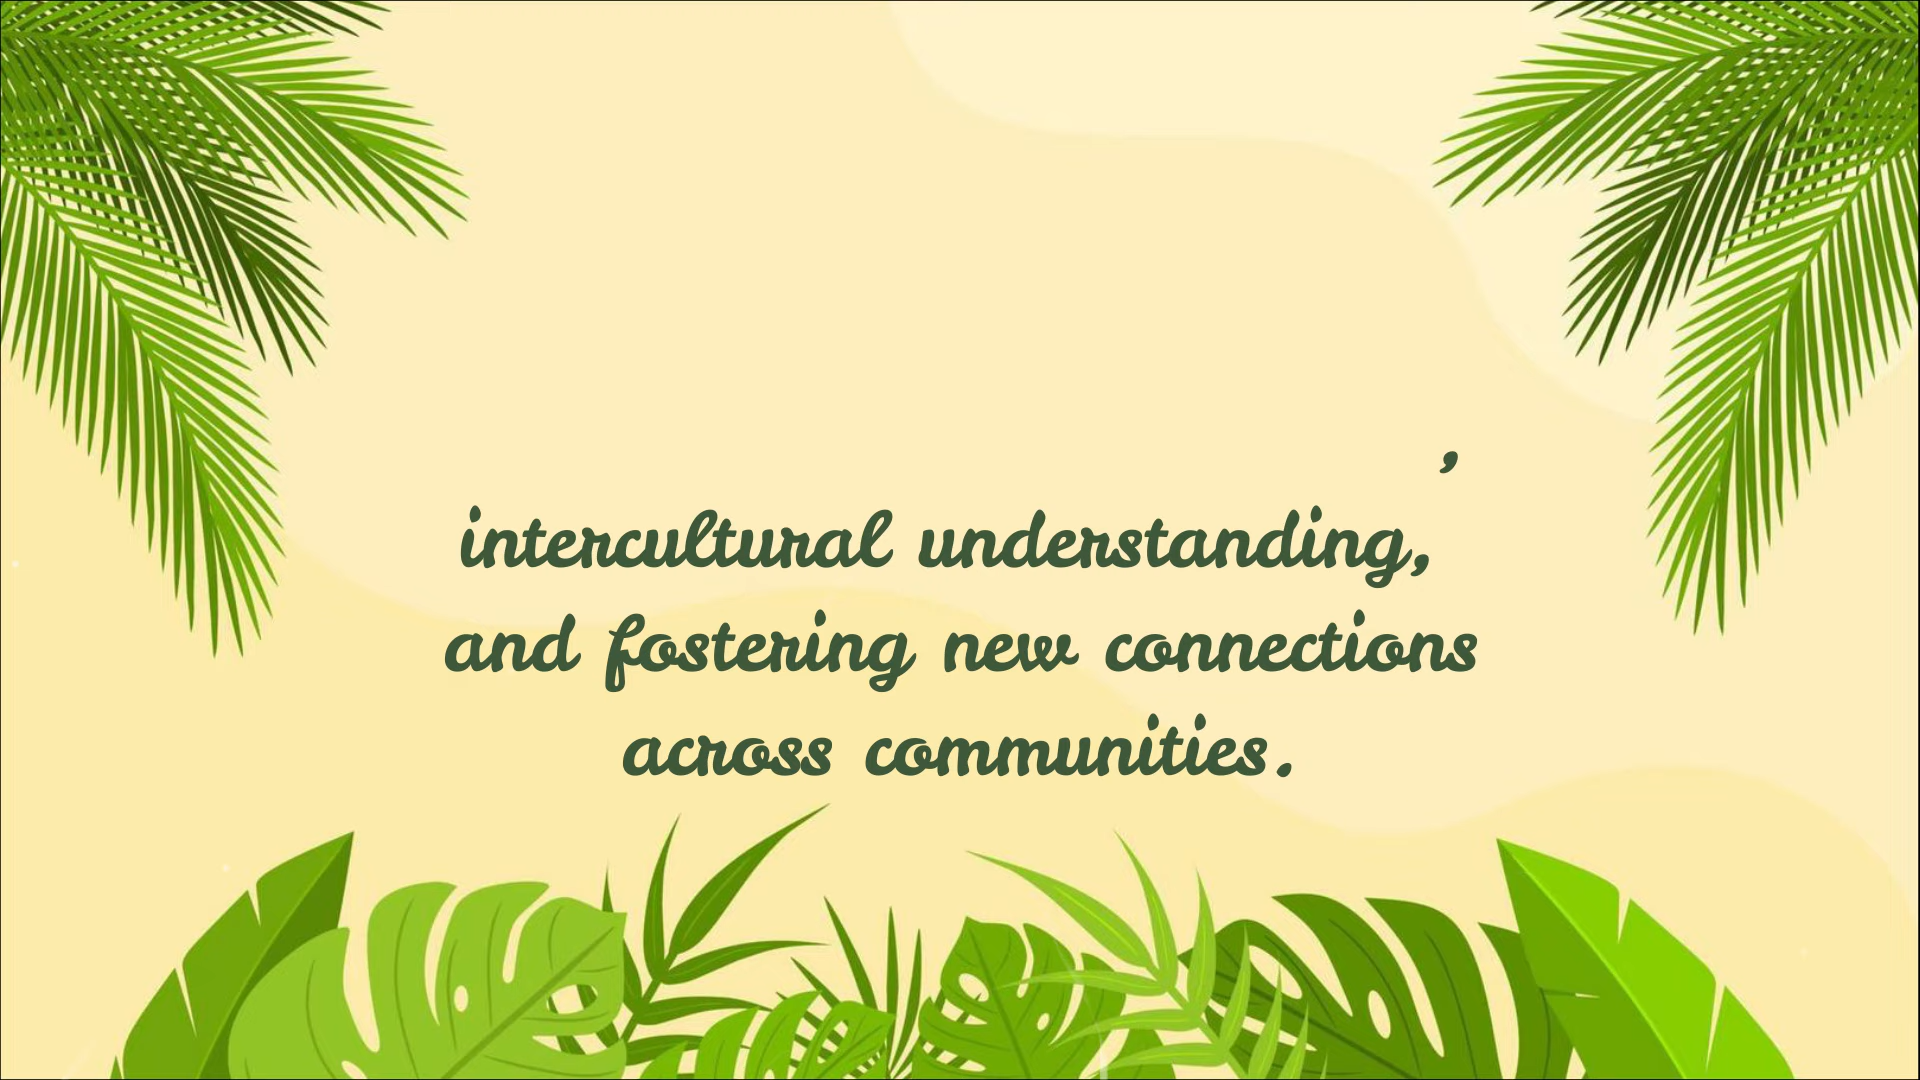 ,
intercultural understanding,
and fostering new connections
across communities.